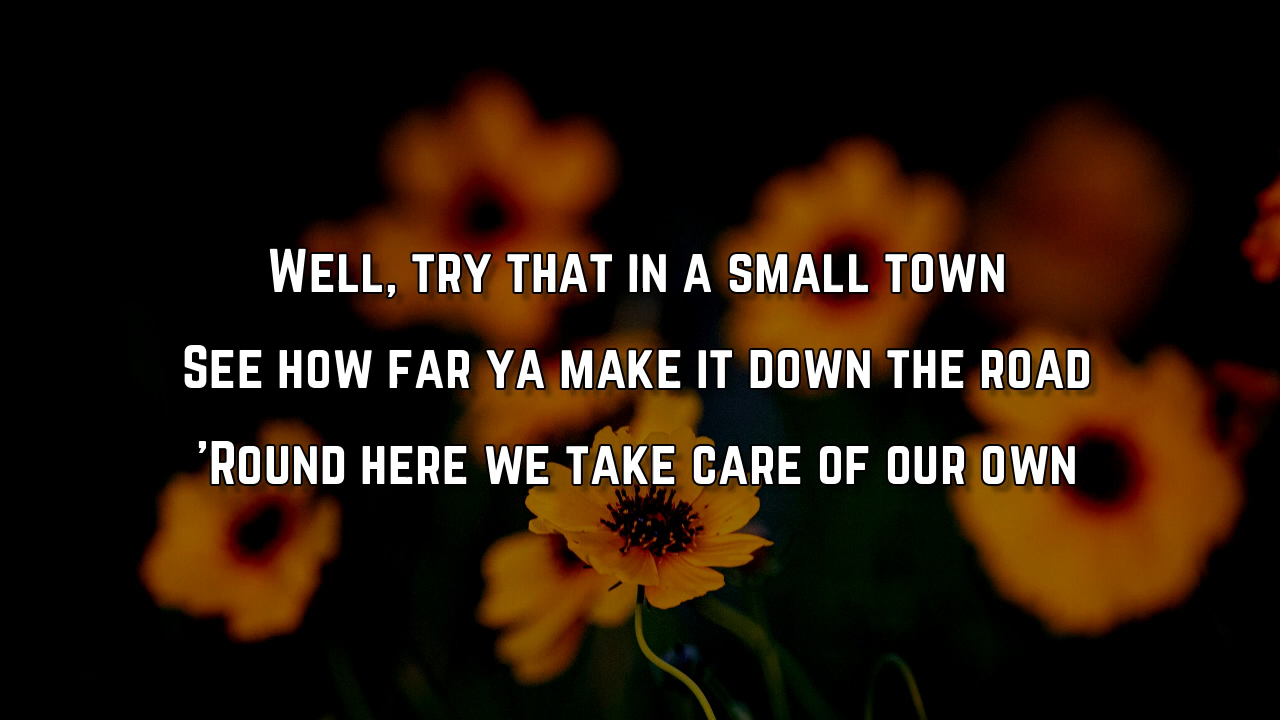 Well, try that in a small town
See how far ya make it down the road
'Round here we take care of our own